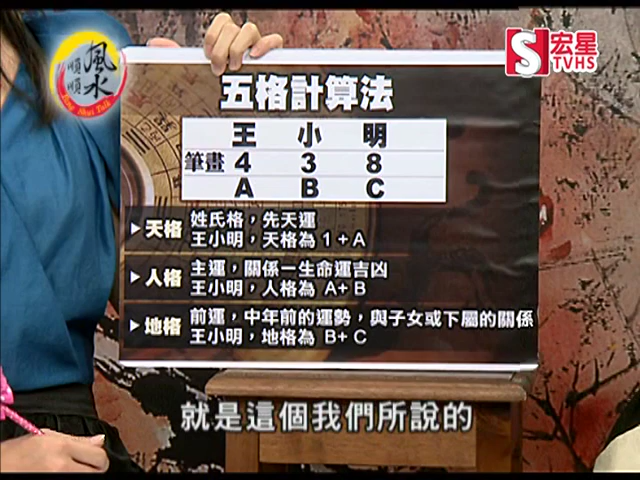 風水
順順
S 宏星
TVHS
五格計算法
王 小 明
筆畫 4 3 8
A B C
▶天格 姓氏格，先天運
王小明，天格為 1+A
▶人格 主運，關係一生命運吉凶
王小明，人格為 A+B
▶地格 前運，中年前的運勢，與子女或下屬的關係
王小明，地格為 B+C
就是這個我們所說的